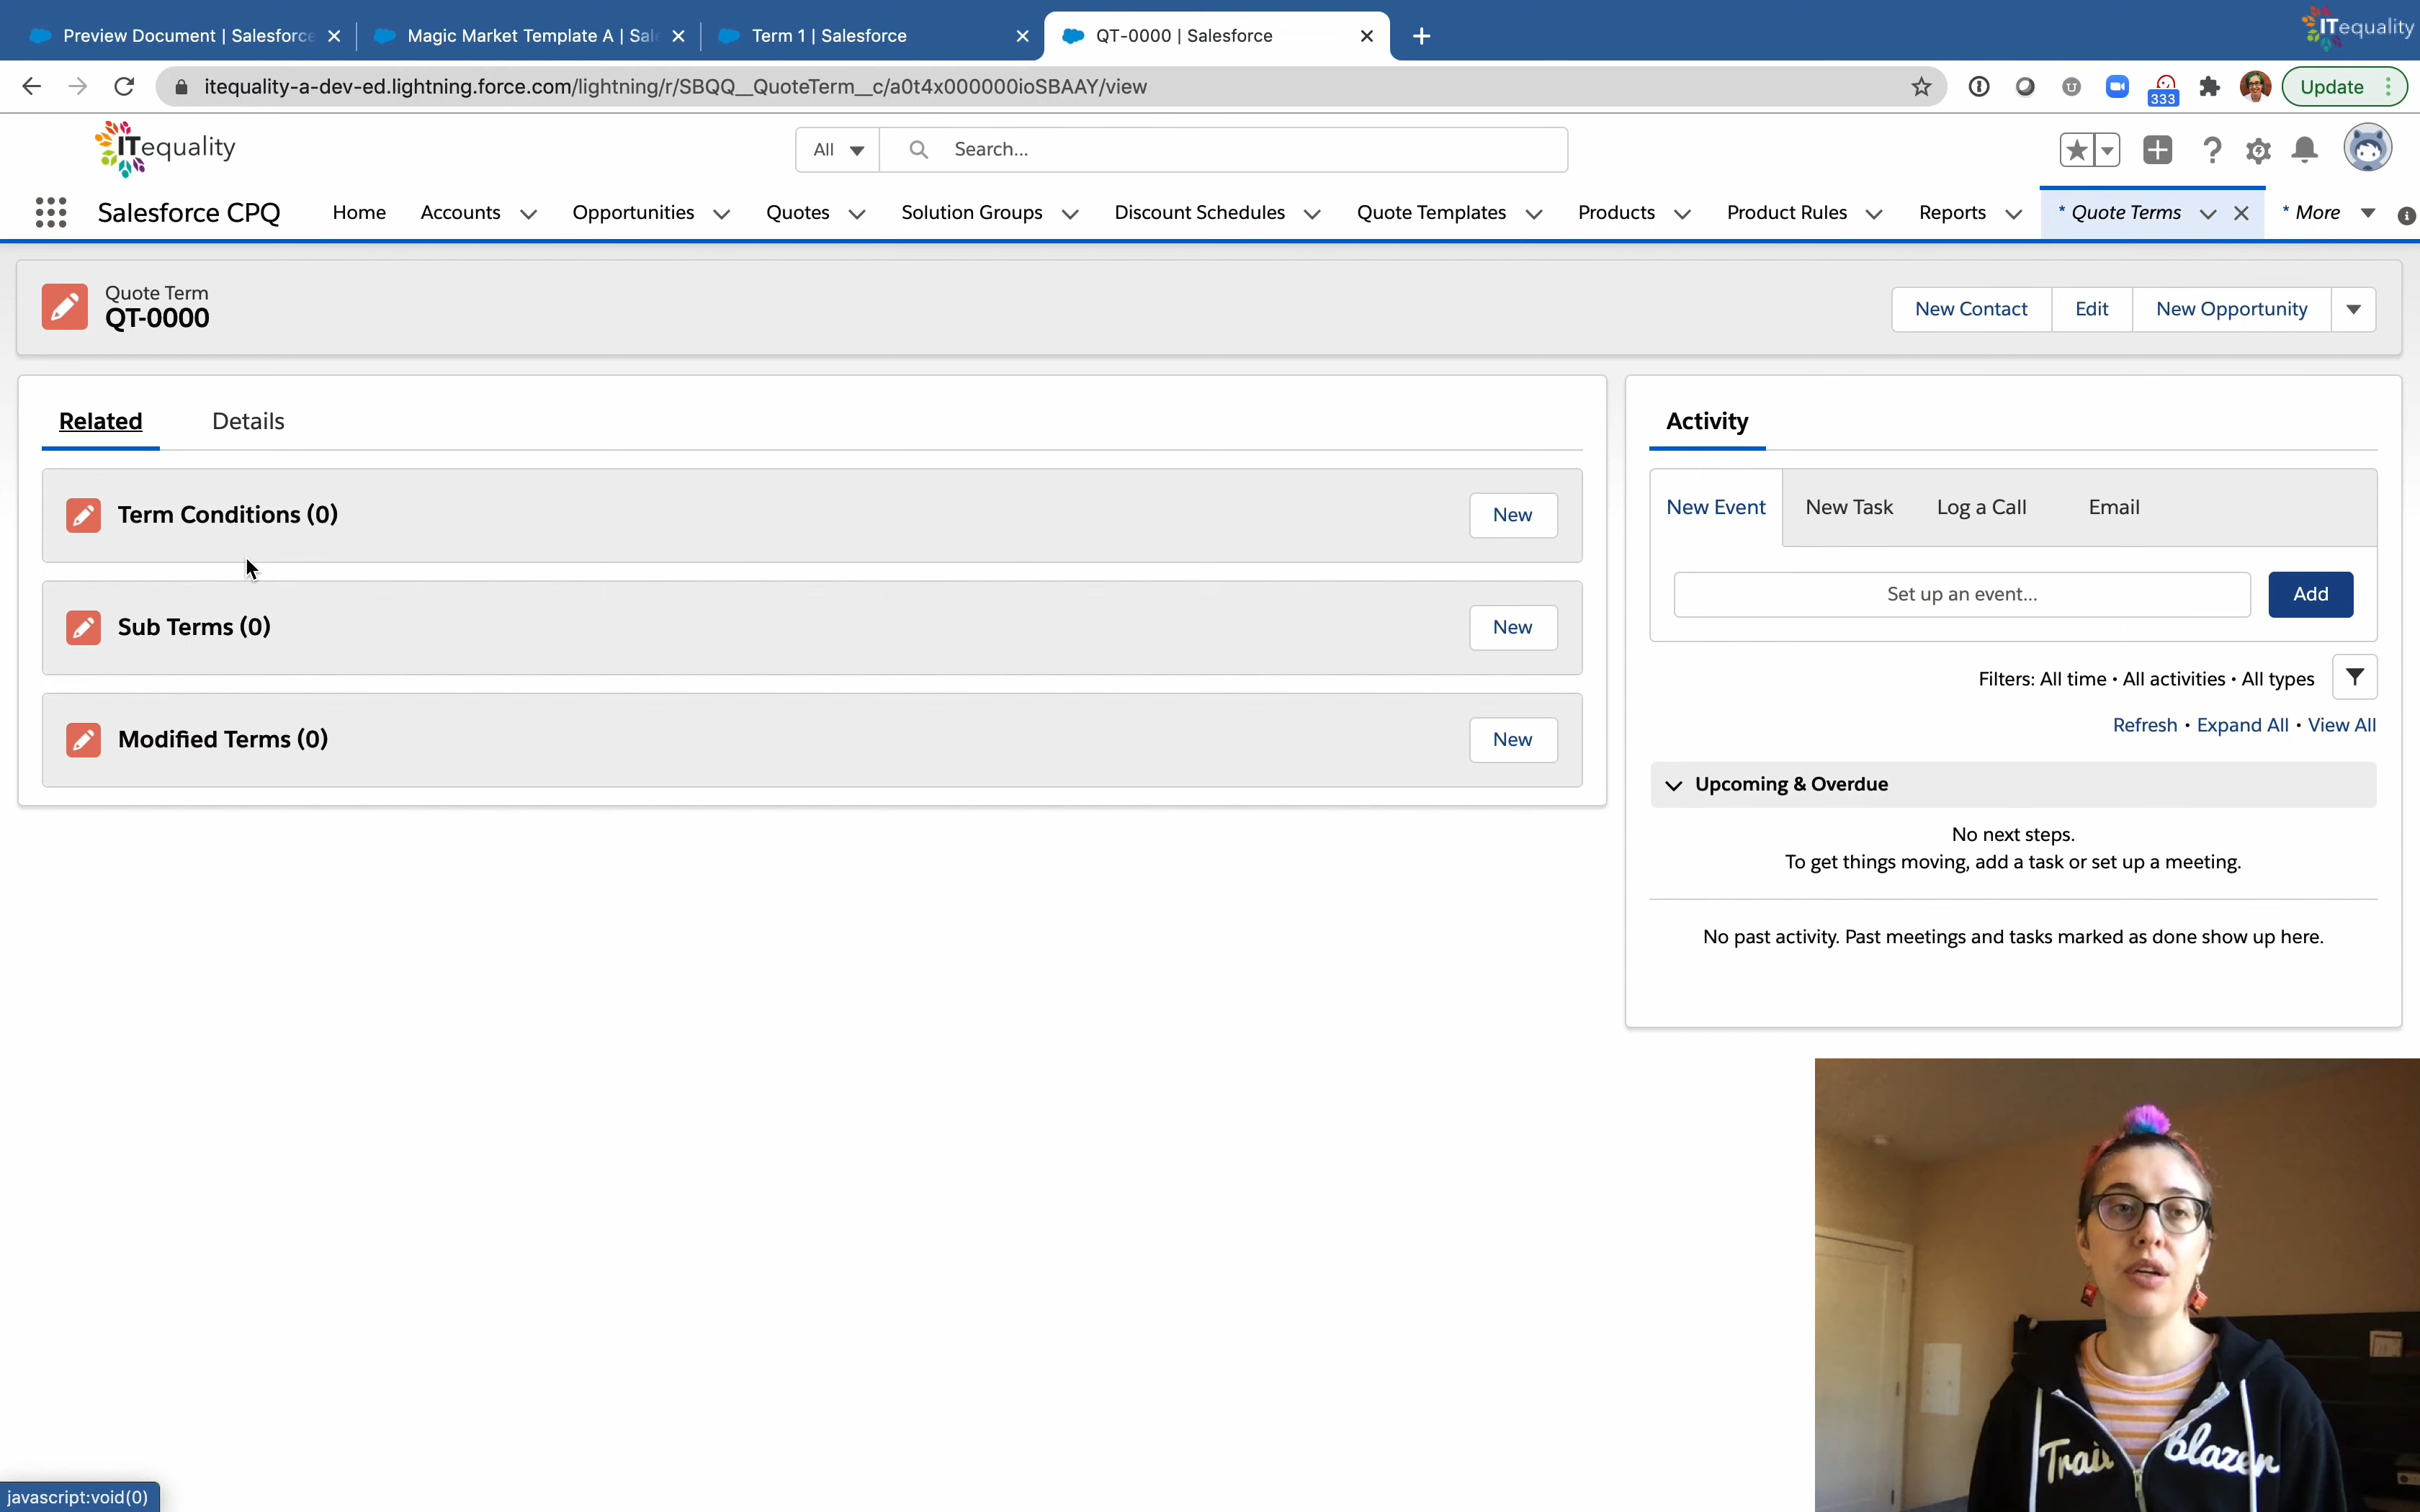 Preview Document | Salesforce
Magic Market Template A | Sal
Term 1 | Salesforce
QT-0000 | Salesforce
ITequality
itequality-a-dev-ed.lightning.force.com/lightning/r/SBQQ__QuoteTerm__c/a0t4x000000ioSBAAY/view
333
Update
ITequality
All
Search...
Salesforce CPQ
Home
Accounts
Opportunities
Quotes
Solution Groups
Discount Schedules
Quote Templates
Products
Product Rules
Reports
* Quote Terms
* More
Quote Term
QT-0000
New Contact
Edit
New Opportunity
Related
Details
Activity
Term Conditions (0)
New
Sub Terms (0)
New
Modified Terms (0)
New
New Event
New Task
Log a Call
Email
Set up an event...
Add
Filters: All time • All activities • All types
Refresh • Expand All • View All
Upcoming & Overdue
No next steps.
To get things moving, add a task or set up a meeting.
No past activity. Past meetings and tasks marked as done show up here.
Trail Blazer
javascript:void(0)